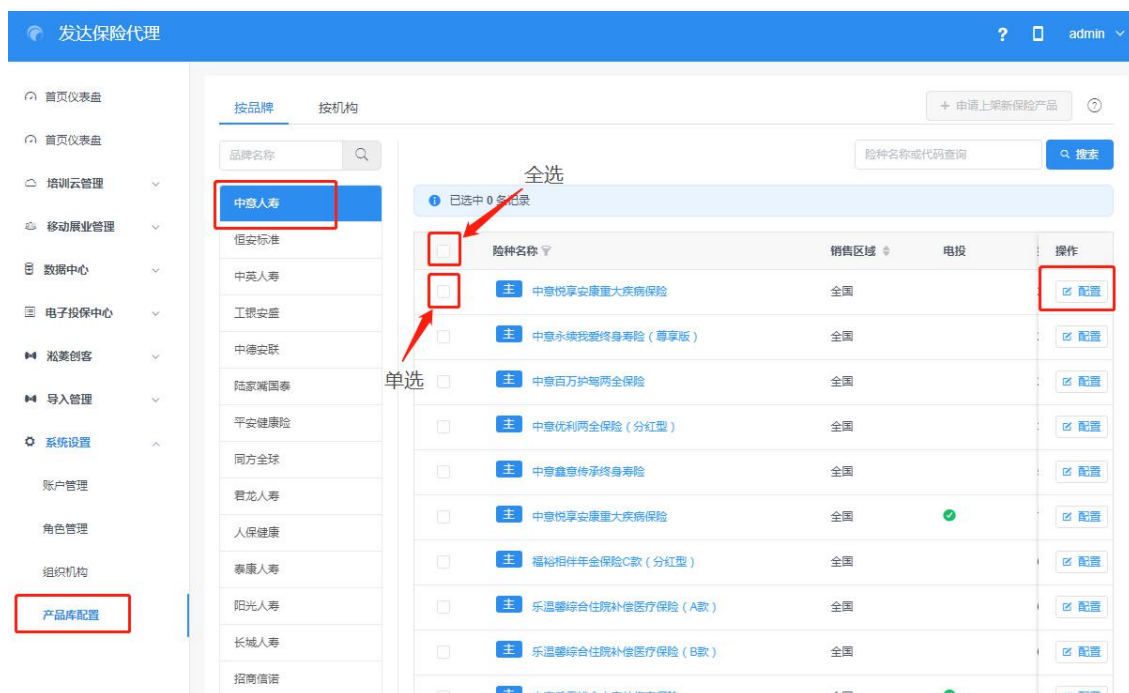 发达保险代理
? admin
首页仪表盘
首页仪表盘
培训云管理
移动展业管理
数据中心
电子投保中心
淞菱创客
导入管理
系统设置
账户管理
角色管理
组织机构
产品库配置
按品牌 按机构
+ 申请上架新保险产品
品牌名称
险种名称或代码查询 搜索
中意人寿
恒安标准
中英人寿
工银安盛
中德安联
陆家嘴国泰
平安健康险
同方全球
君龙人寿
人保健康
泰康人寿
阳光人寿
长城人寿
招商信诺
全选
已选中 0 条记录
险种名称 销售区域 电投 操作
主 中意悦享安康重大疾病保险 全国 配置
主 中意永续我爱终身寿险(尊享版) 全国 配置
单选
主 中意百万护驾两全保险 全国 配置
主 中意优利两全保险(分红型) 全国 配置
主 中意鑫意传承终身寿险 全国 配置
主 中意悦享安康重大疾病保险 全国 配置
主 福裕相伴年金保险C款(分红型) 全国 配置
主 乐温馨综合住院补偿医疗保险(A款) 全国 配置
主 乐温馨综合住院补偿医疗保险(B款) 全国 配置